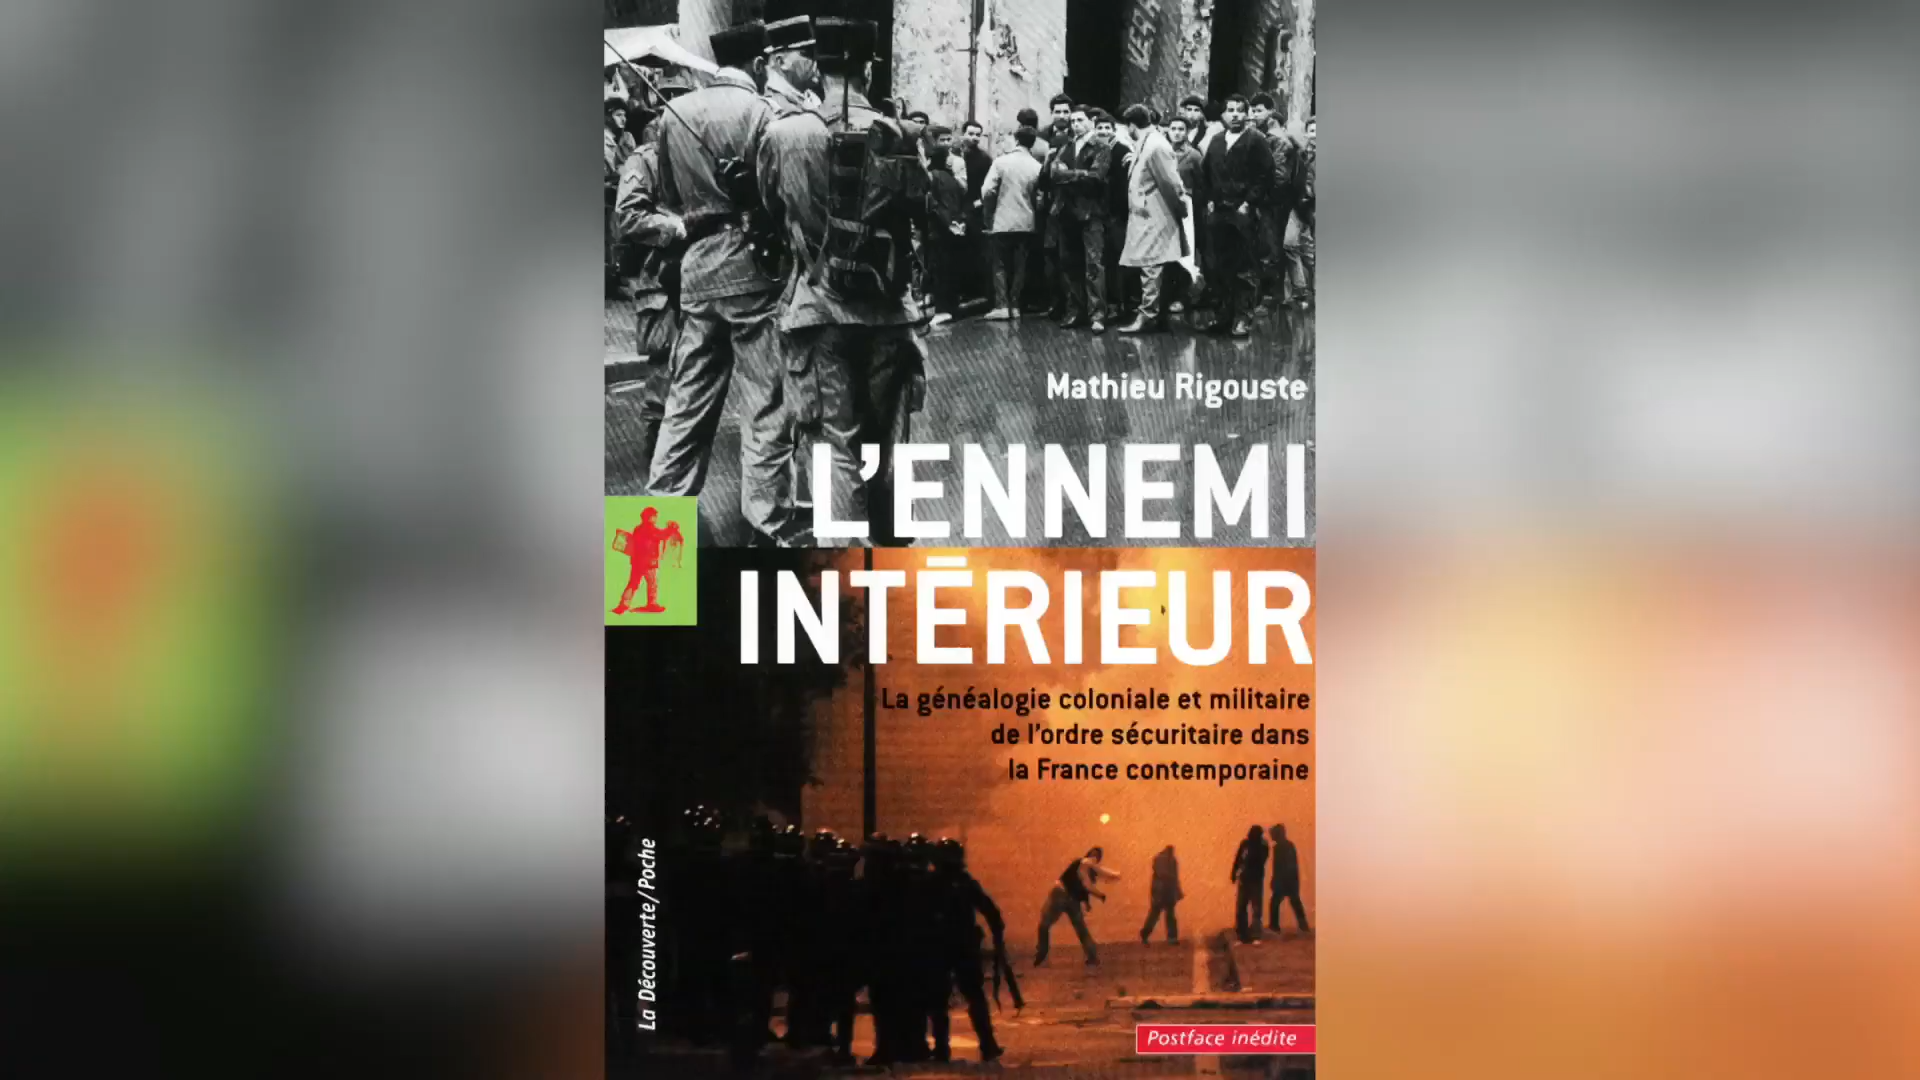 Mathieu Rigouste
L'ENNEMI
INTÉRIEUR
La généalogie coloniale et militaire
de l'ordre sécuritaire dans
la France contemporaine
La Découverte/Poche
Postface inédite